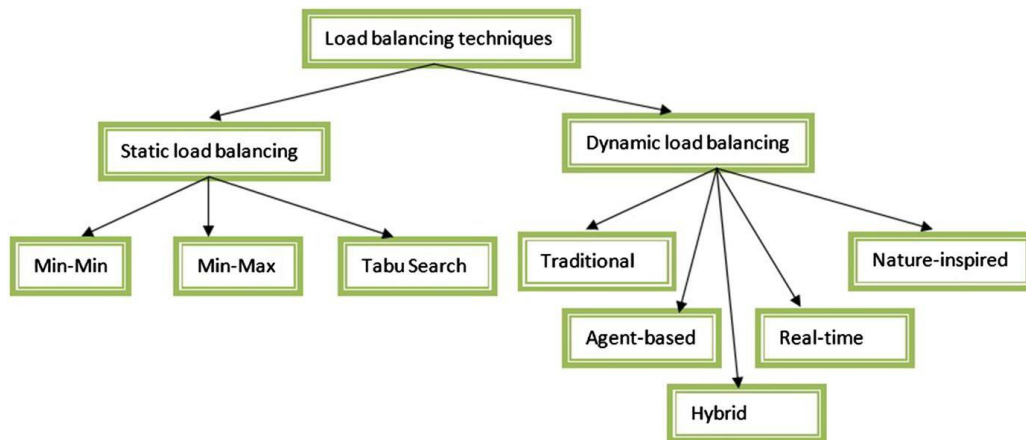 Load balancing techniques
Static load balancing
Dynamic load balancing
Min-Min
Min-Max
Tabu Search
Traditional
Nature-inspired
Agent-based
Real-time
Hybrid